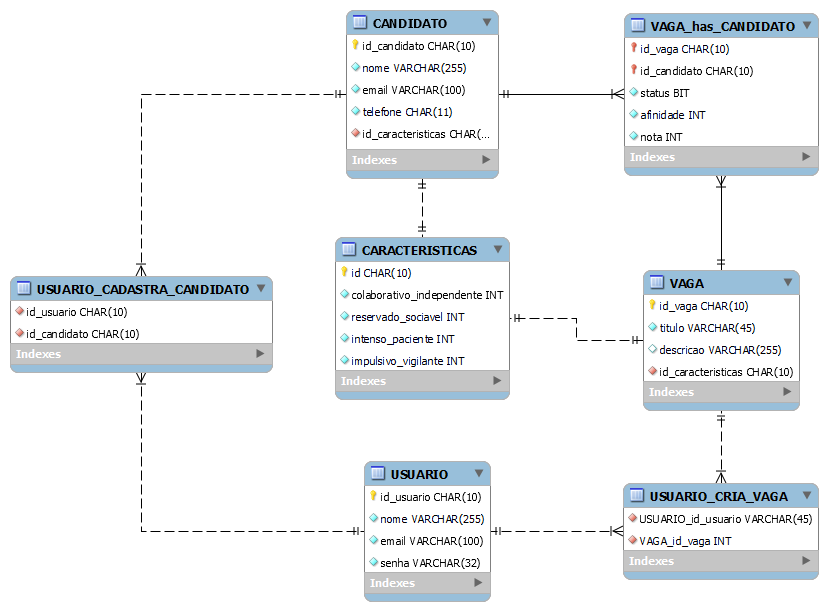 CANDIDATO
id_candidato CHAR(10)
nome VARCHAR(255)
email VARCHAR(100)
telefone CHAR(11)
id_caracteristicas CHAR(...
Indexes
VAGA_has_CANDIDATO
id_vaga CHAR(10)
id_candidato CHAR(10)
status BIT
afinidade INT
nota INT
Indexes
CARACTERISTICAS
id CHAR(10)
colaborativo_independente INT
reservado_sociavel INT
intenso_paciente INT
impulsivo_vigilante INT
Indexes
USUARIO_CADASTRA_CANDIDATO
id_usuario CHAR(10)
id_candidato CHAR(10)
Indexes
VAGA
id_vaga CHAR(10)
titulo VARCHAR(45)
descricao VARCHAR(255)
id_caracteristicas CHAR(10)
Indexes
USUARIO
id_usuario CHAR(10)
nome VARCHAR(255)
email VARCHAR(100)
senha VARCHAR(32)
Indexes
USUARIO_CRIA_VAGA
USUARIO_id_usuario VARCHAR(45)
VAGA_id_vaga INT
Indexes